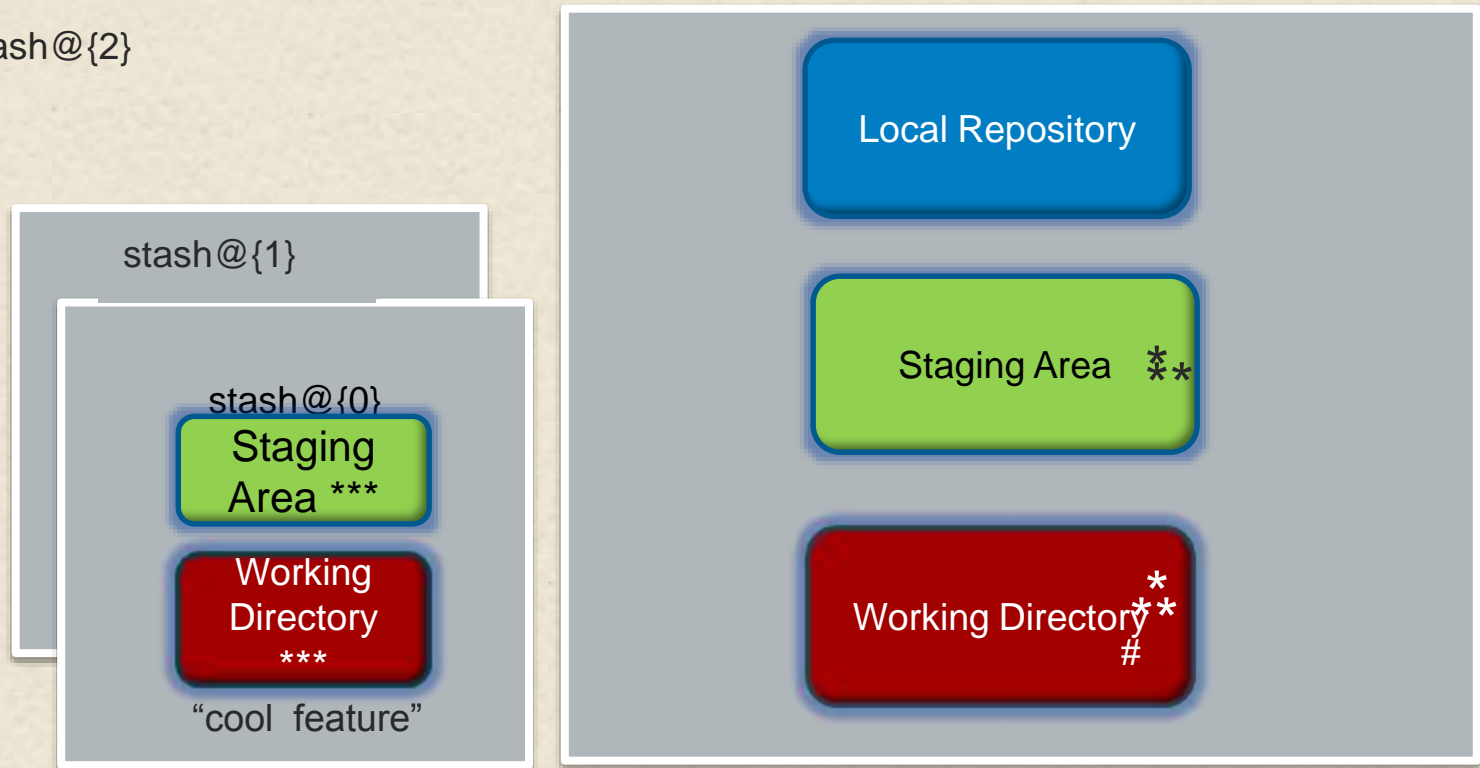 ash@{2}
stash@{1}
stash@{0}
Staging
Area ***
Working
Directory
***
“cool feature”
Local Repository
Staging Area *
**
Working Directory *
**
#